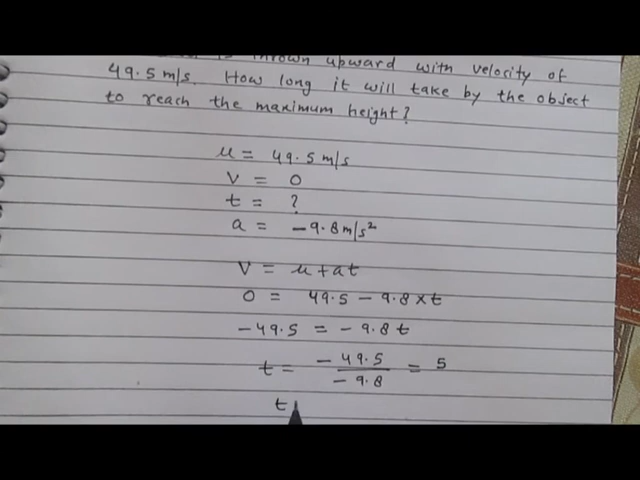 is thrown upward with velocity of
49.5 m/s. How long it will take by the object
to reach the maximum height?
u = 49.5 m/s
v = 0
t = ?
a = -9.8 m/s²
v = u + at
0 = 49.5 - 9.8 × t
-49.5 = -9.8 t
t = -49.5 / -9.8 = 5
t